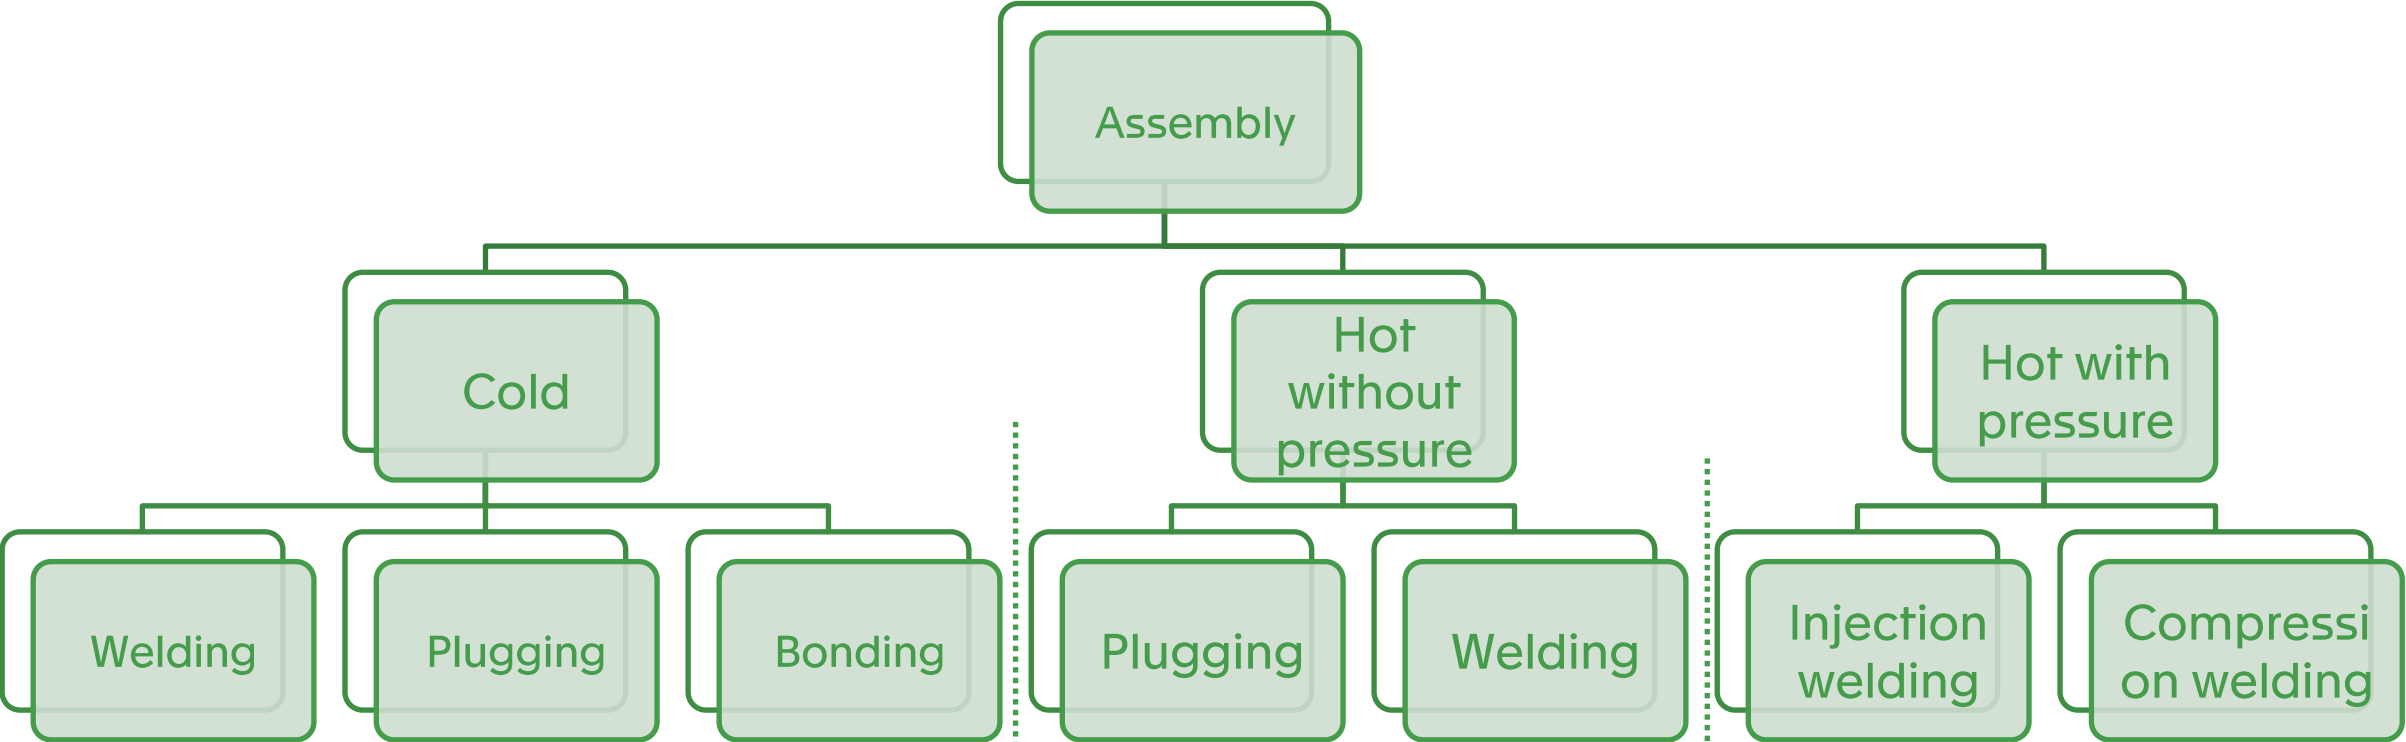 Assembly
Cold
Hot
without
pressure
Hot with
pressure
Welding
Plugging
Bonding
Plugging
Welding
Injection
welding
Compressi
on welding